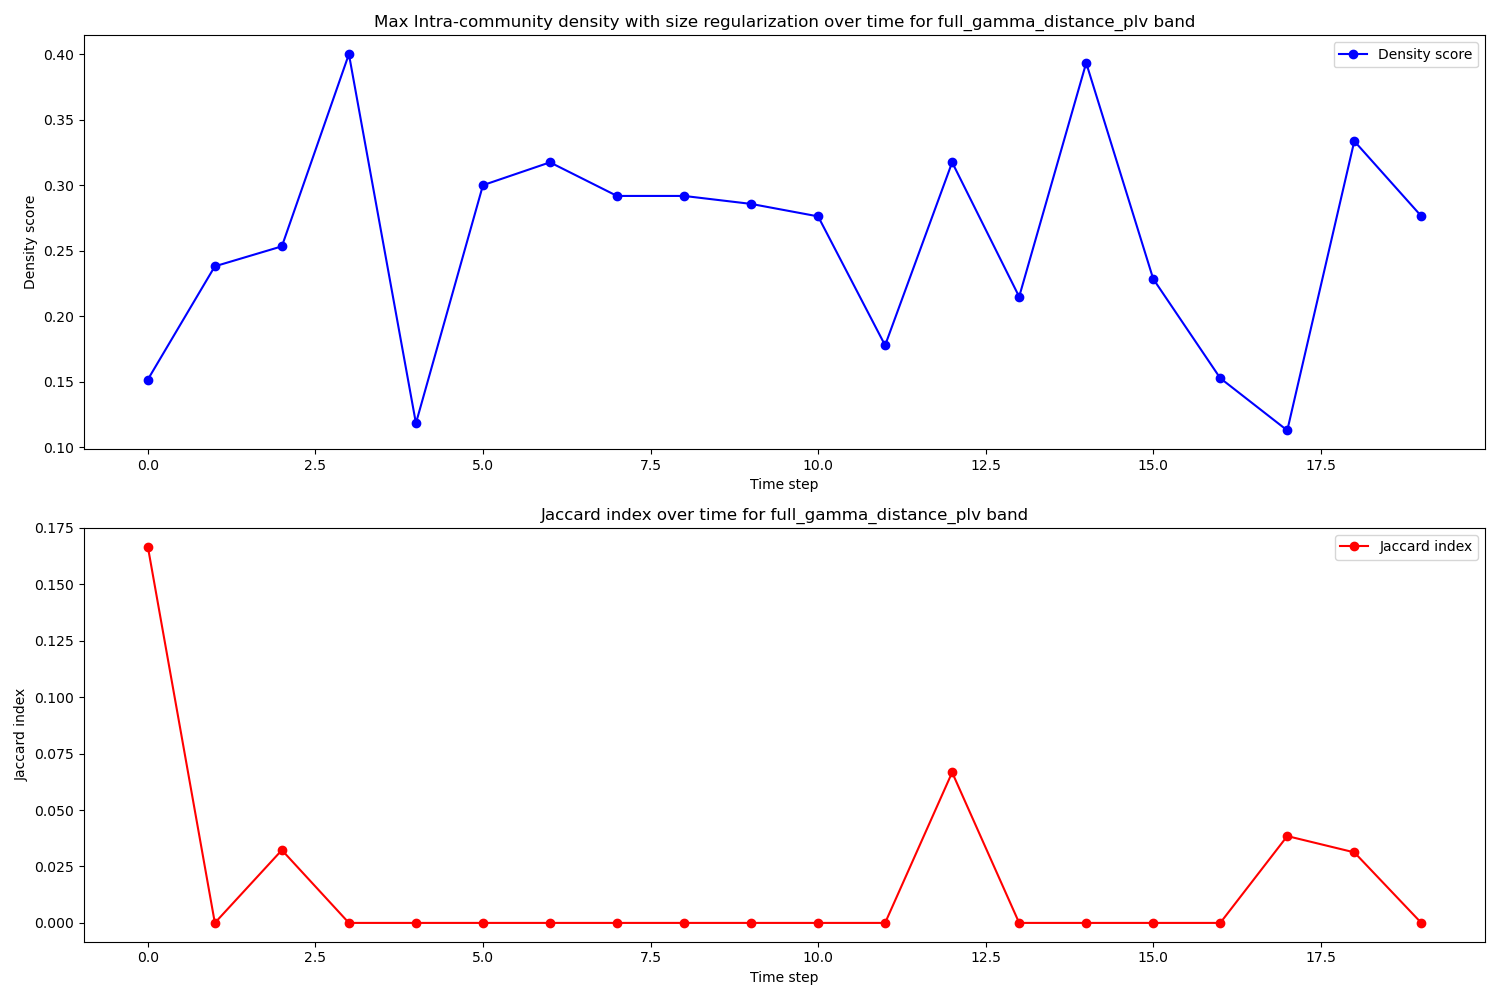 Max Intra-community density with size regularization over time for full_gamma_distance_plv band
Density score
0.40
0.35
0.30
0.25
0.20
0.15
0.10
Density score
0.0 2.5 5.0 7.5 10.0 12.5 15.0 17.5
Time step
Jaccard index over time for full_gamma_distance_plv band
Jaccard index
0.175
0.150
0.125
0.100
0.075
0.050
0.025
0.000
Jaccard index
0.0 2.5 5.0 7.5 10.0 12.5 15.0 17.5
Time step